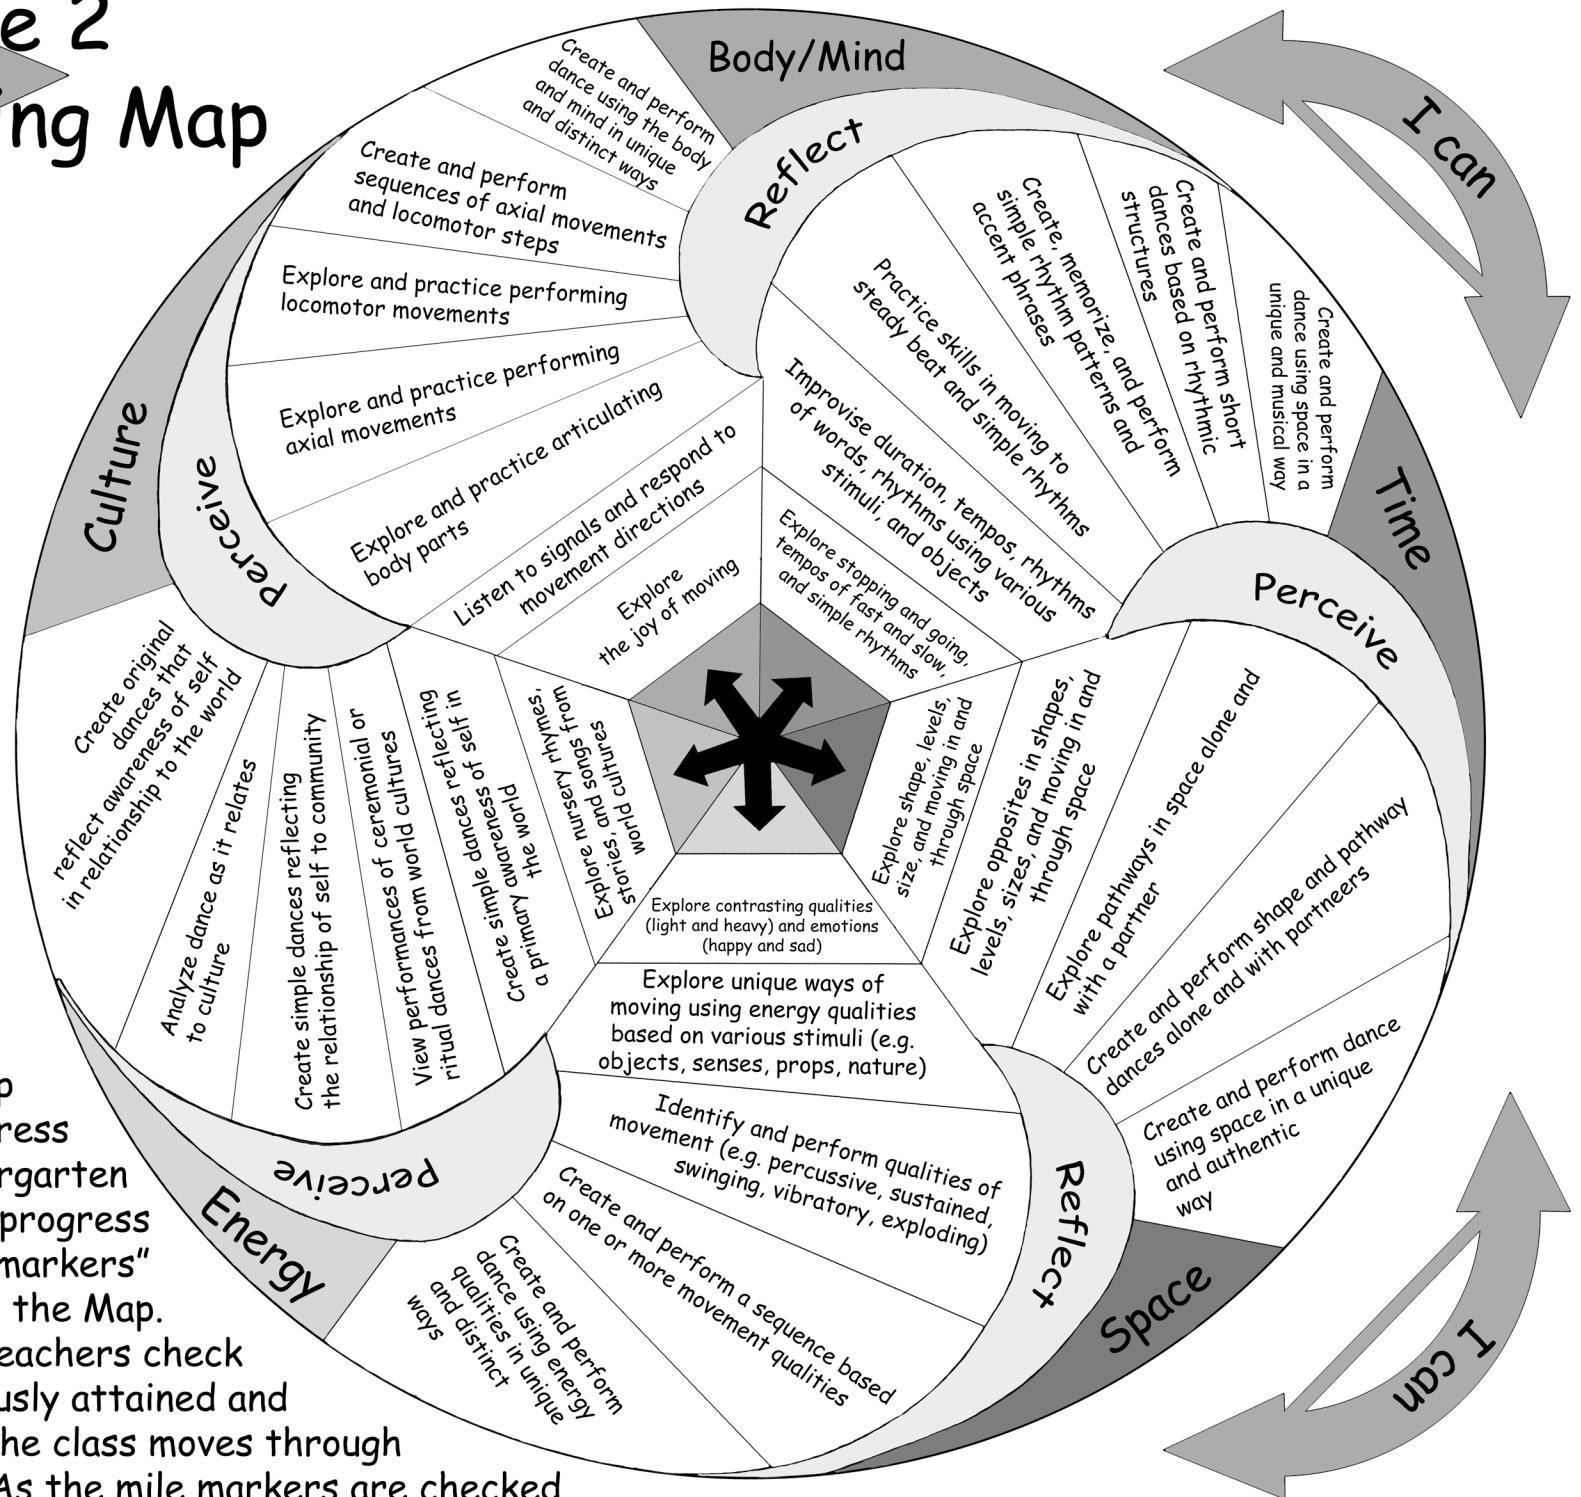 e 2
ing Map
Body/Mind
Reflect
Create and perform
dance using the body
and mind in unique
and distinct ways
Create and perform
sequences of axial movements
and locomotor steps
Explore and practice performing
locomotor movements
Explore and practice performing
axial movements
Explore and practice articulating
body parts
Listen to signals and respond to
movement directions
Explore
the joy of moving
I can
Time
Perceive
Create and perform
dance using space in a
unique and musical way
Create and perform short
dances based on rhythmic
structures
Create, memorize, and perform
simple rhythm patterns and
accent phrases
Practice skills in moving to
steady beat and simple rhythms
Improvise duration, tempos, rhythms
of words, rhythms using various
stimuli, and objects
Explore stopping and going,
tempos of fast and slow,
and simple rhythms
Explore shape, levels,
size, and moving in and
through space
Explore opposites in shapes,
levels, sizes, and moving in and
through space
Explore pathways in space alone and
with a partner
Create and perform shape and pathway
dances alone and with partneers
Create and perform dance
using space in a unique
and authentic
way
Space
Reflect
I can
Explore contrasting qualities
(light and heavy) and emotions
(happy and sad)
Explore unique ways of
moving using energy qualities
based on various stimuli (e.g.
objects, senses, props, nature)
Identify and perform qualities of
movement (e.g. percussive, sustained,
swinging, vibratory, exploding)
Create and perform a sequence based
on one or more movement qualities
Create and perform
dance using energy
qualities in unique
and distinct
ways
Energy
Perceive
Explore nursery rhymes,
stories, and songs from
world cultures
Create simple dances reflecting
a primary awareness of self in
the world
View performances of ceremonial or
ritual dances from world cultures
Create simple dances reflecting
the relationship of self to community
Analyze dance as it relates
to culture
Create original
dances that
reflect awareness of self
in relationship to the world
Culture
Perceive
p
ress
rgarten
progress
markers”
the Map.
eachers check
usly attained and
he class moves through
As the mile markers are checked